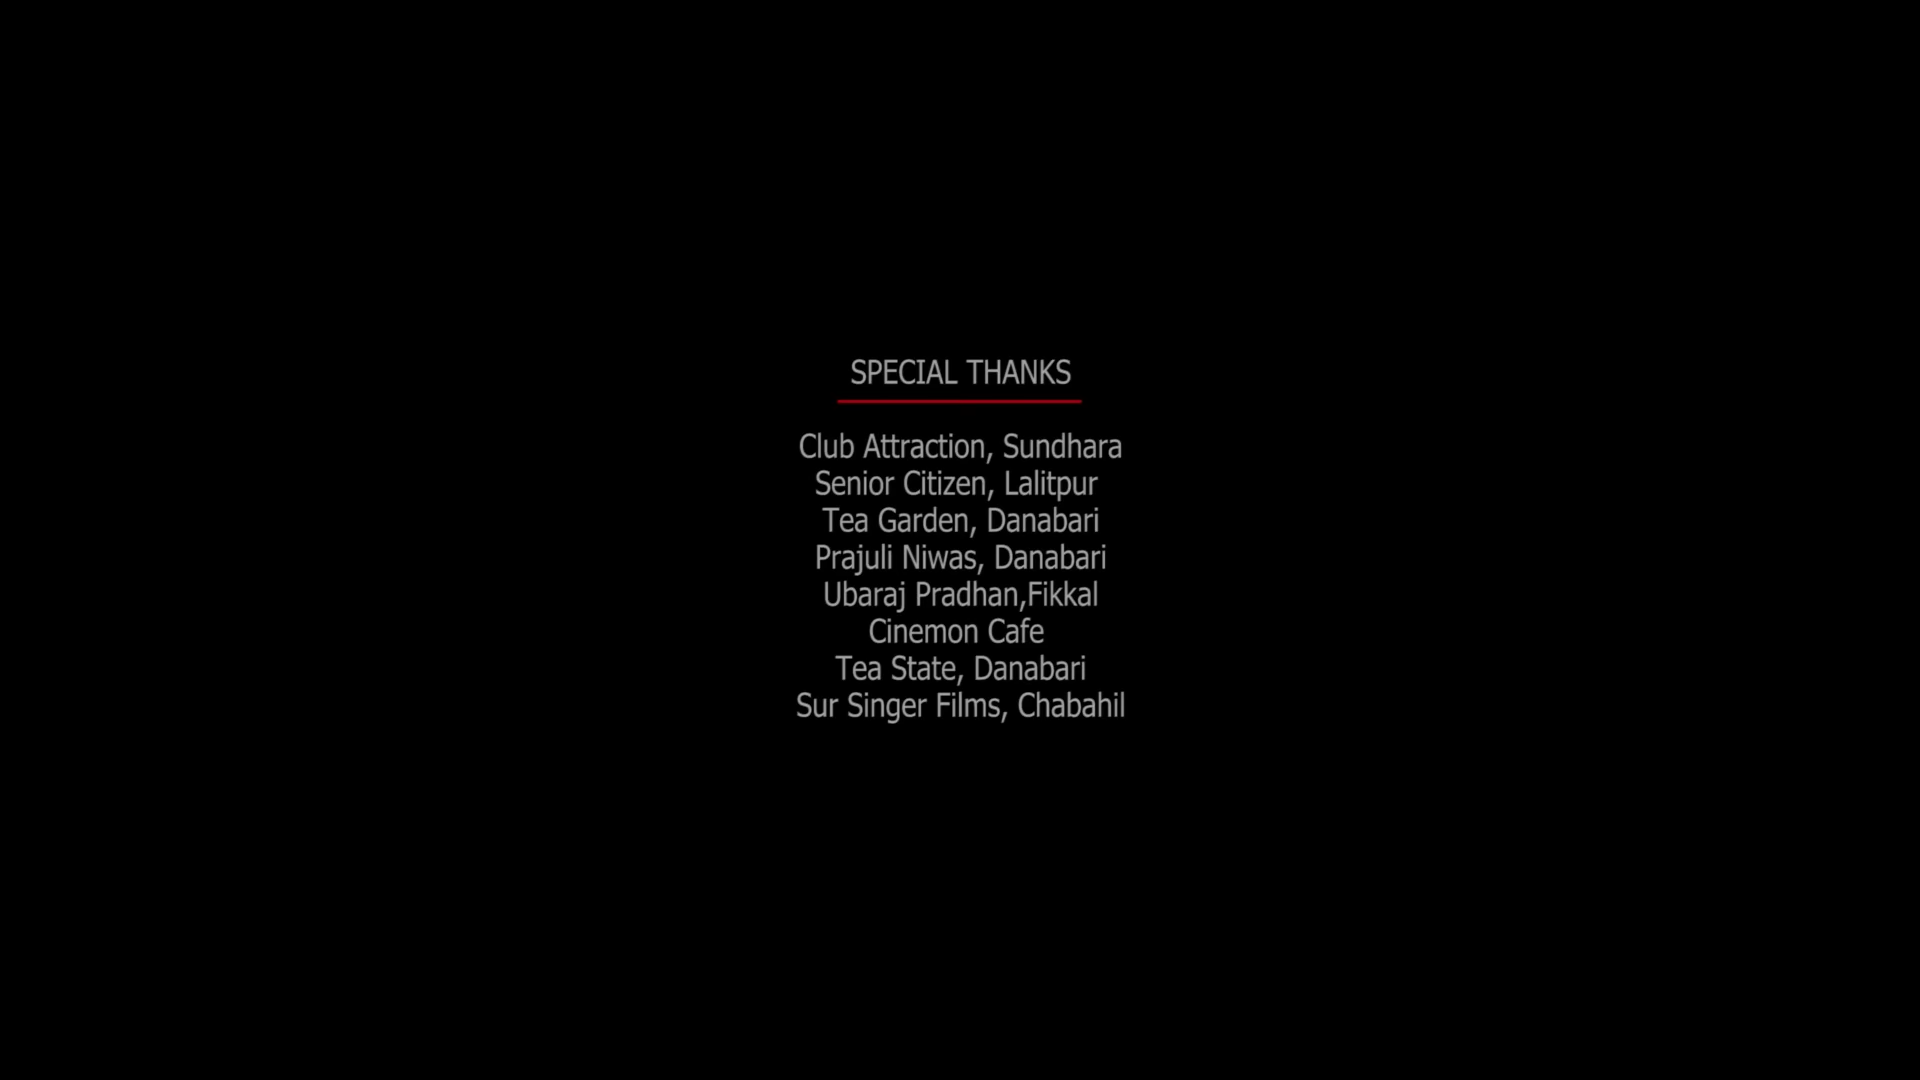 SPECIAL THANKS
Club Attraction, Sundhara
Senior Citizen, Lalitpur
Tea Garden, Danabari
Prajuli Niwas, Danabari
Ubaraj Pradhan,Fikkal
Cinemon Cafe
Tea State, Danabari
Sur Singer Films, Chabahil